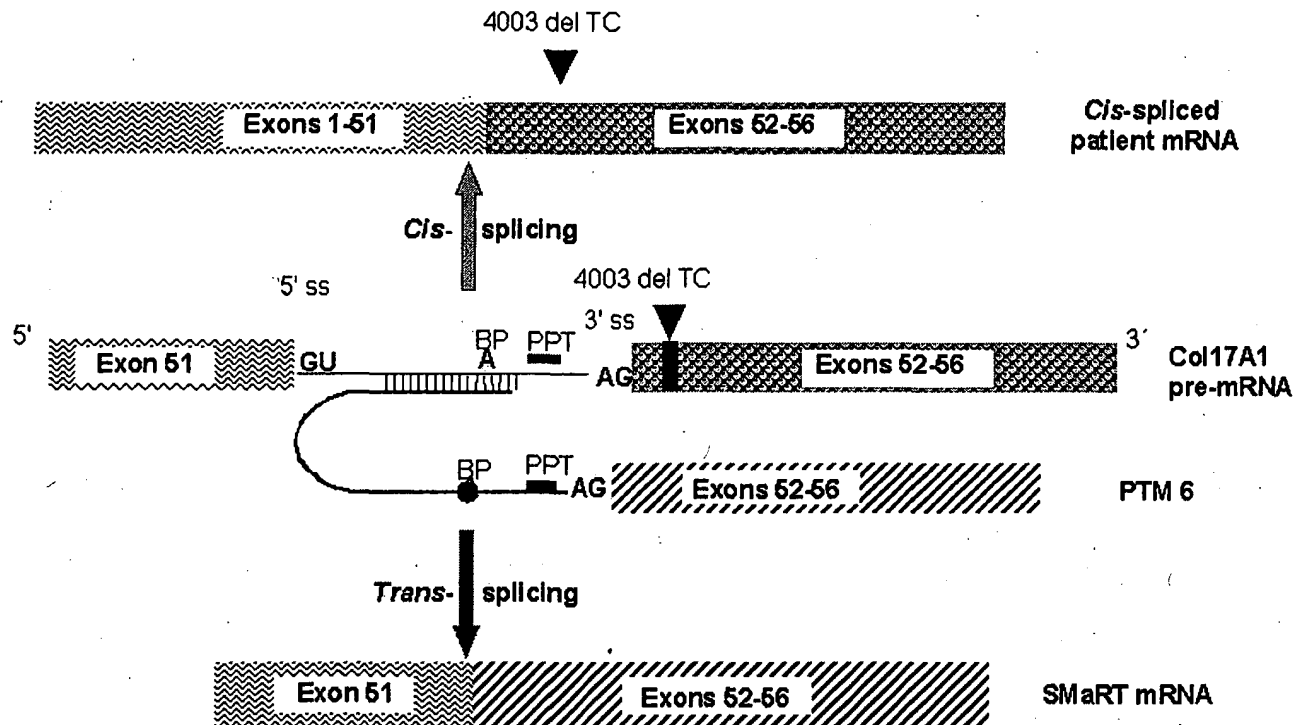 4003 del TC
Exons 1-51
Exons 52-56
Cis-spliced
patient mRNA
Cis- splicing
5' ss
4003 del TC
5'
BP
PPT
3' ss
3´
Exon 51
GU
A
AG
Exons 52-56
Col17A1
pre-mRNA
BP
PPT
AG
Exons 52-56
PTM 6
Trans- splicing
Exon 51
Exons 52-56
SMaRT mRNA